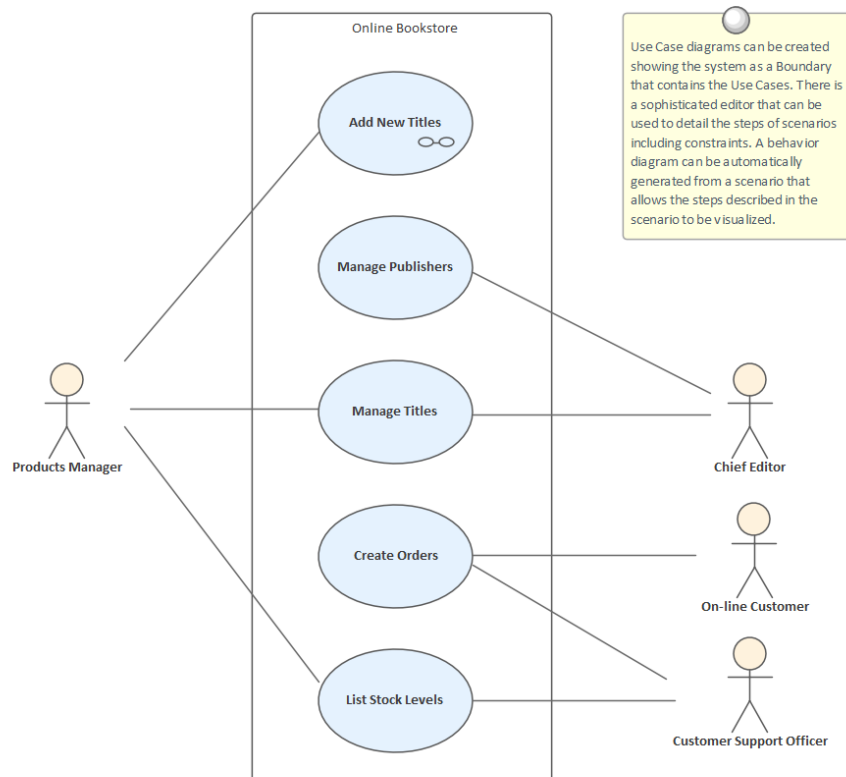 Online Bookstore
Use Case diagrams can be created
showing the system as a Boundary
that contains the Use Cases. There is
a sophisticated editor that can be
used to detail the steps of scenarios
including constraints. A behavior
diagram can be automatically
generated from a scenario that
allows the steps described in the
scenario to be visualized.
Add New Titles
Manage Publishers
Manage Titles
Products Manager
Chief Editor
Create Orders
On-line Customer
List Stock Levels
Customer Support Officer